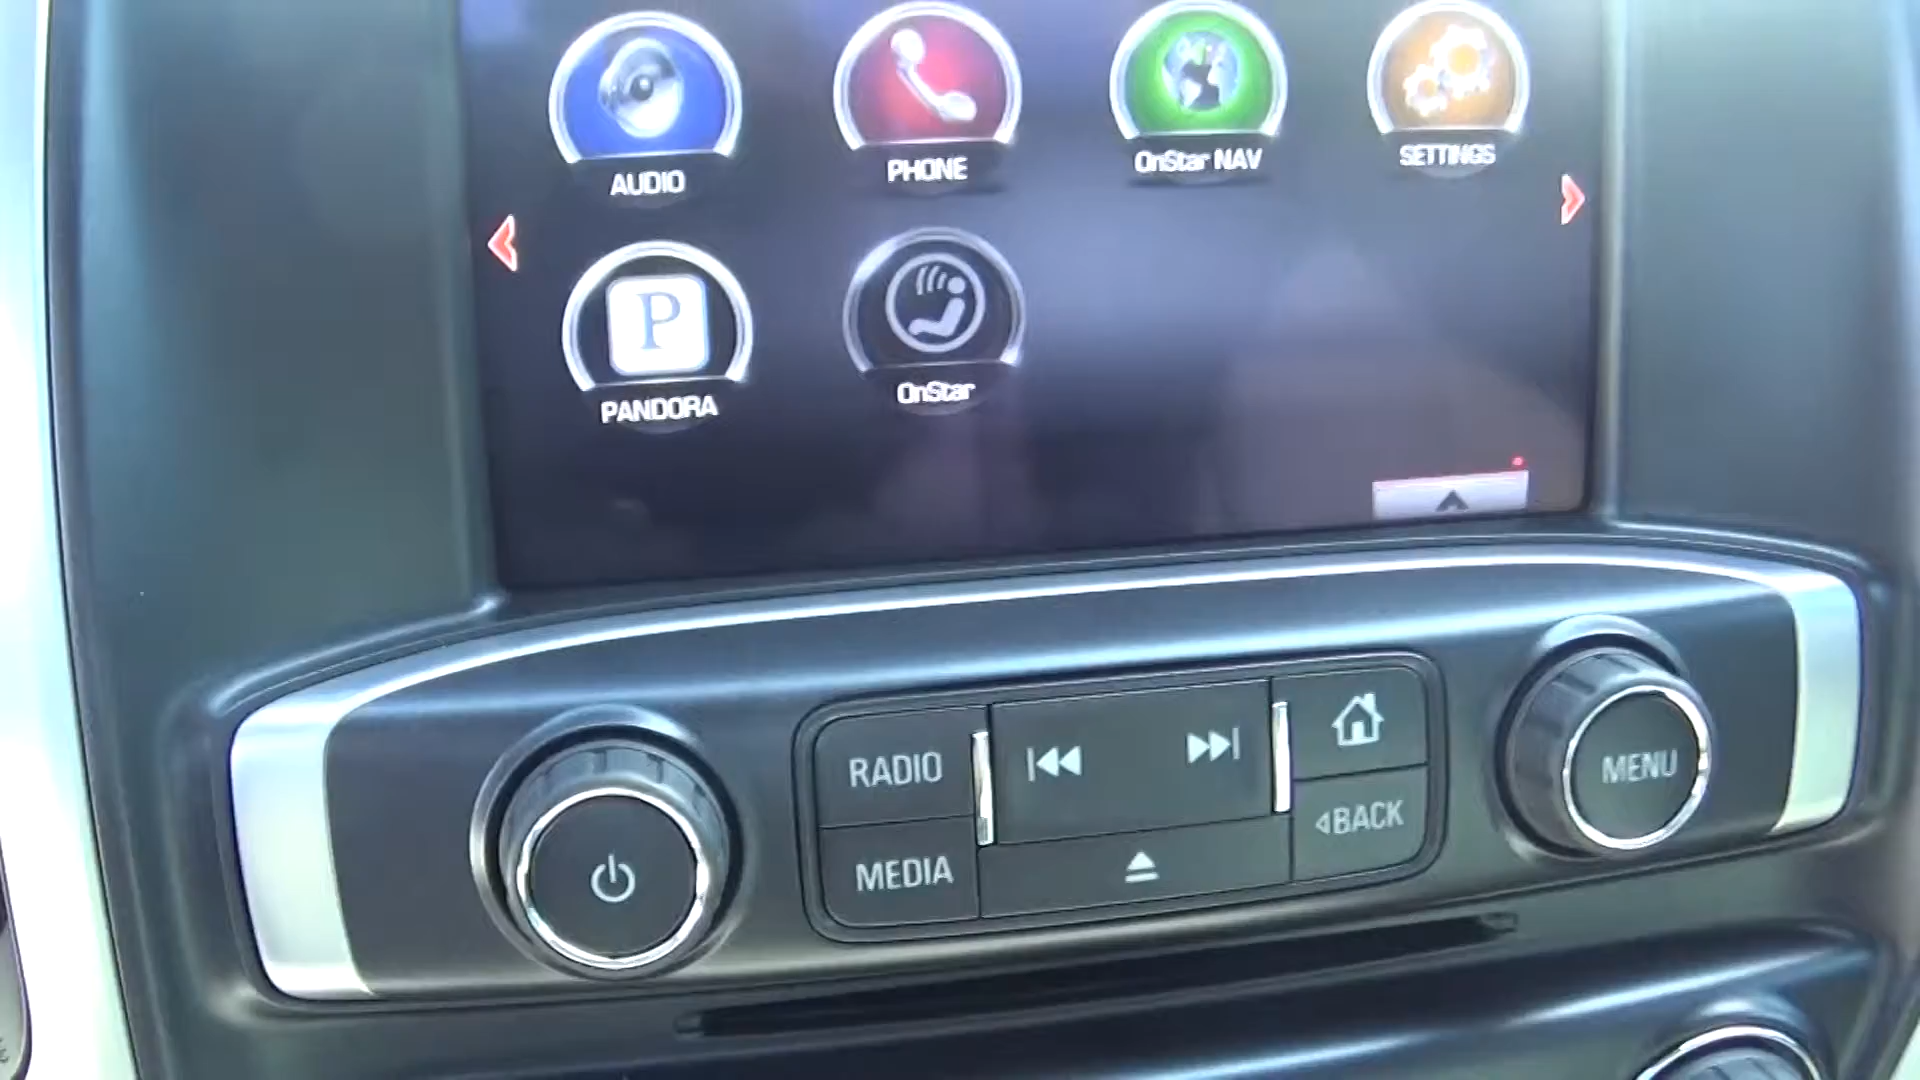 AUDIO
PHONE
OnStar NAV
SETTINGS
P
PANDORA
OnStar
RADIO
MEDIA
BACK
MENU